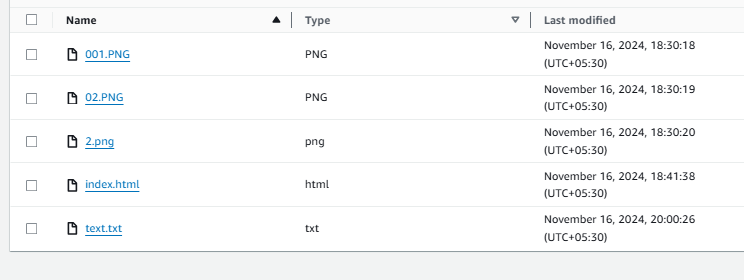 Name Type Last modified
001.PNG PNG November 16, 2024, 18:30:18
(UTC+05:30)
02.PNG PNG November 16, 2024, 18:30:19
(UTC+05:30)
2.png png November 16, 2024, 18:30:20
(UTC+05:30)
index.html html November 16, 2024, 18:41:38
(UTC+05:30)
text.txt txt November 16, 2024, 20:00:26
(UTC+05:30)